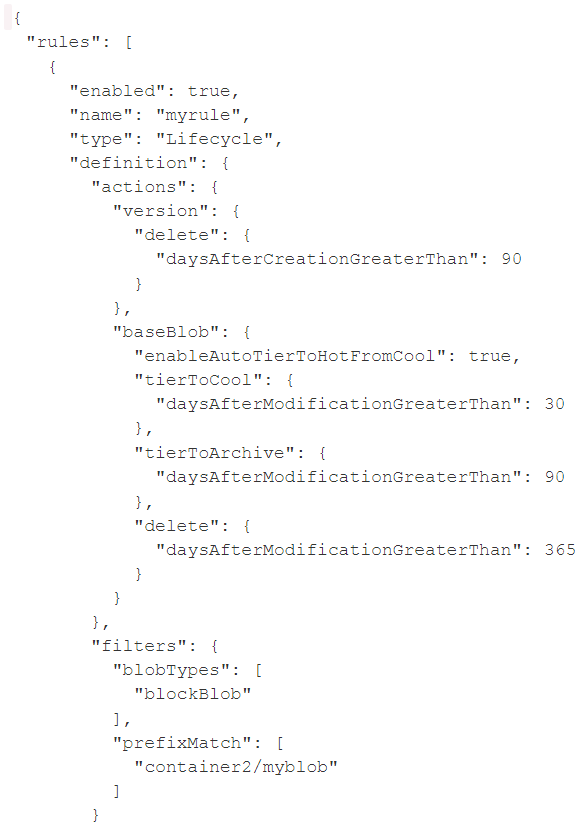 {
  "rules": [
    {
      "enabled": true,
      "name": "myrule",
      "type": "Lifecycle",
      "definition": {
        "actions": {
          "version": {
            "delete": {
              "daysAfterCreationGreaterThan": 90
            }
          },
          "baseBlob": {
            "enableAutoTierToHotFromCool": true,
            "tierToCool": {
              "daysAfterModificationGreaterThan": 30
            },
            "tierToArchive": {
              "daysAfterModificationGreaterThan": 90
            },
            "delete": {
              "daysAfterModificationGreaterThan": 365
            }
          }
        },
        "filters": {
          "blobTypes": [
            "blockBlob"
          ],
          "prefixMatch": [
            "container2/myblob"
          ]
        }